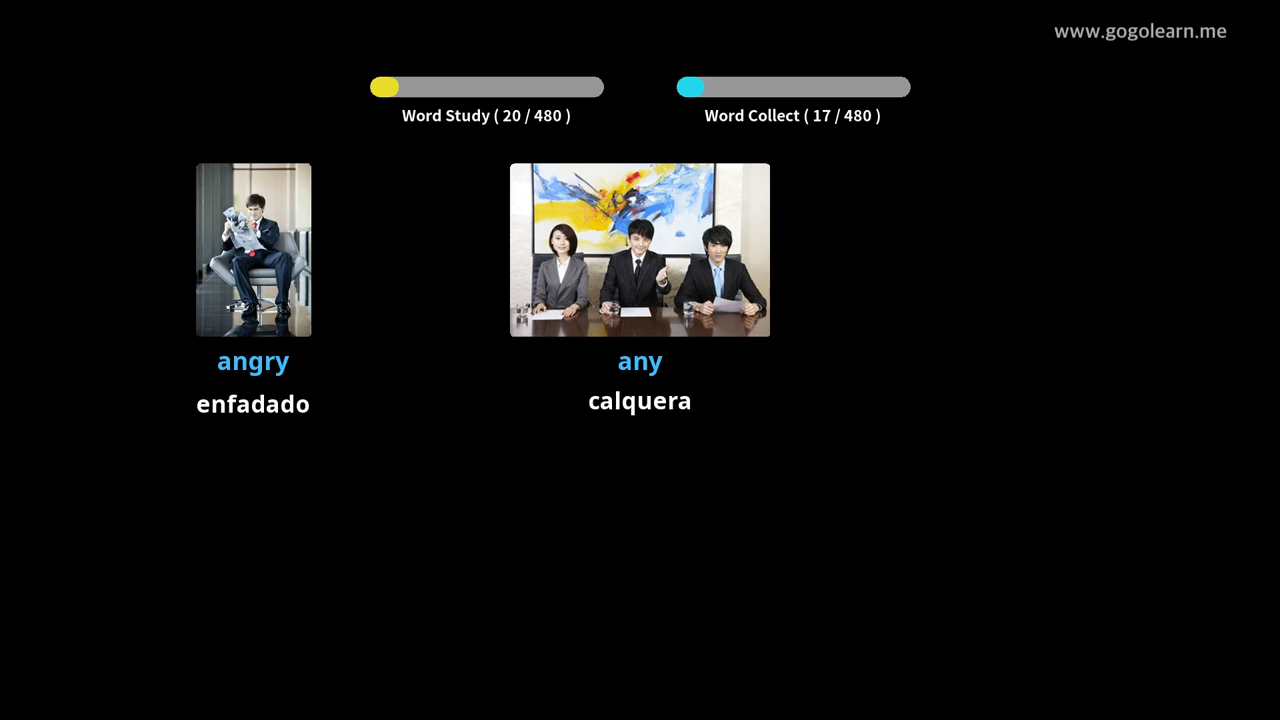 www.gogolearn.me
Word Study ( 20 / 480 )
Word Collect ( 17 / 480 )
angry
any
enfadado
calquera